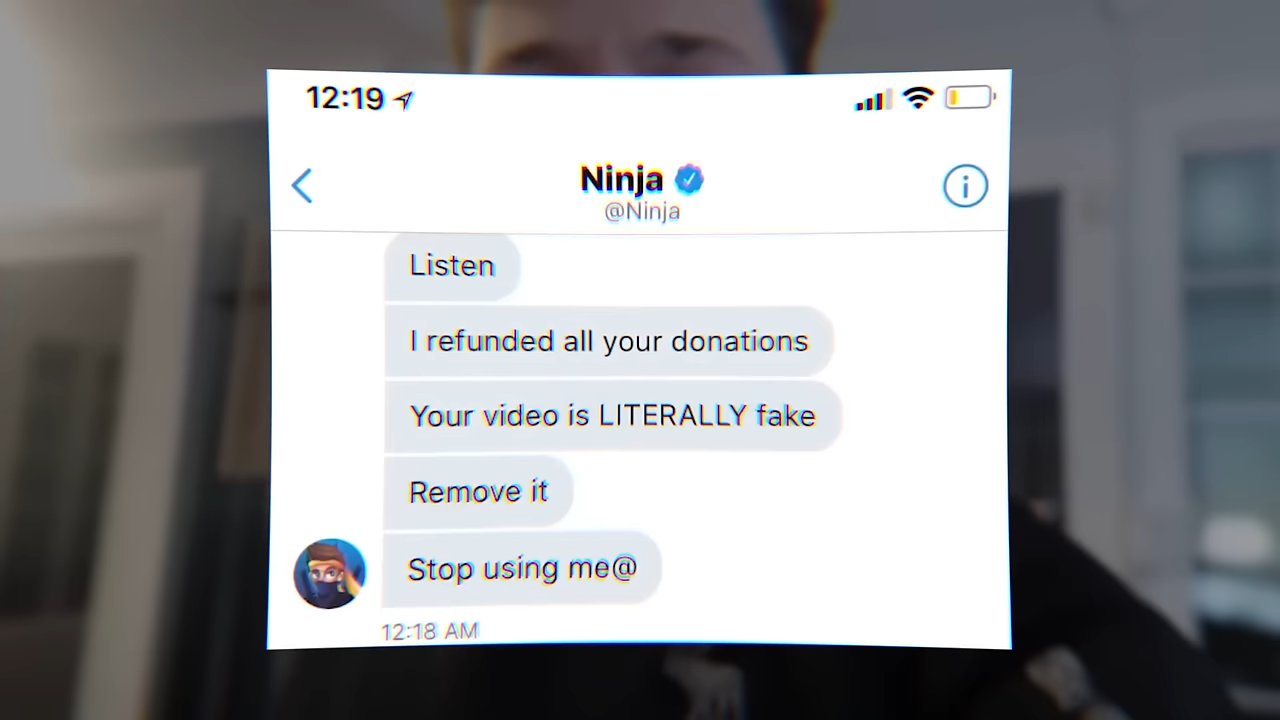 12:19
Ninja
@Ninja
Listen
I refunded all your donations
Your video is LITERALLY fake
Remove it
Stop using me@
12:18 AM